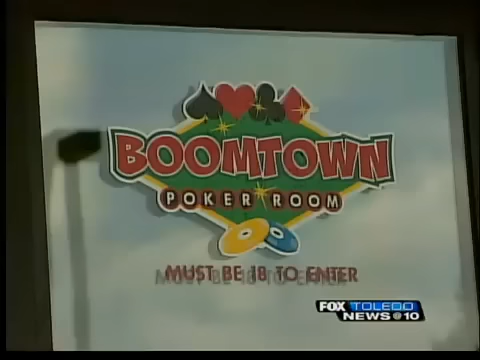 BOOMTOWN
POKER ROOM
MUST BE 18 TO ENTER
FOX TOLEDO
NEWS @ 10